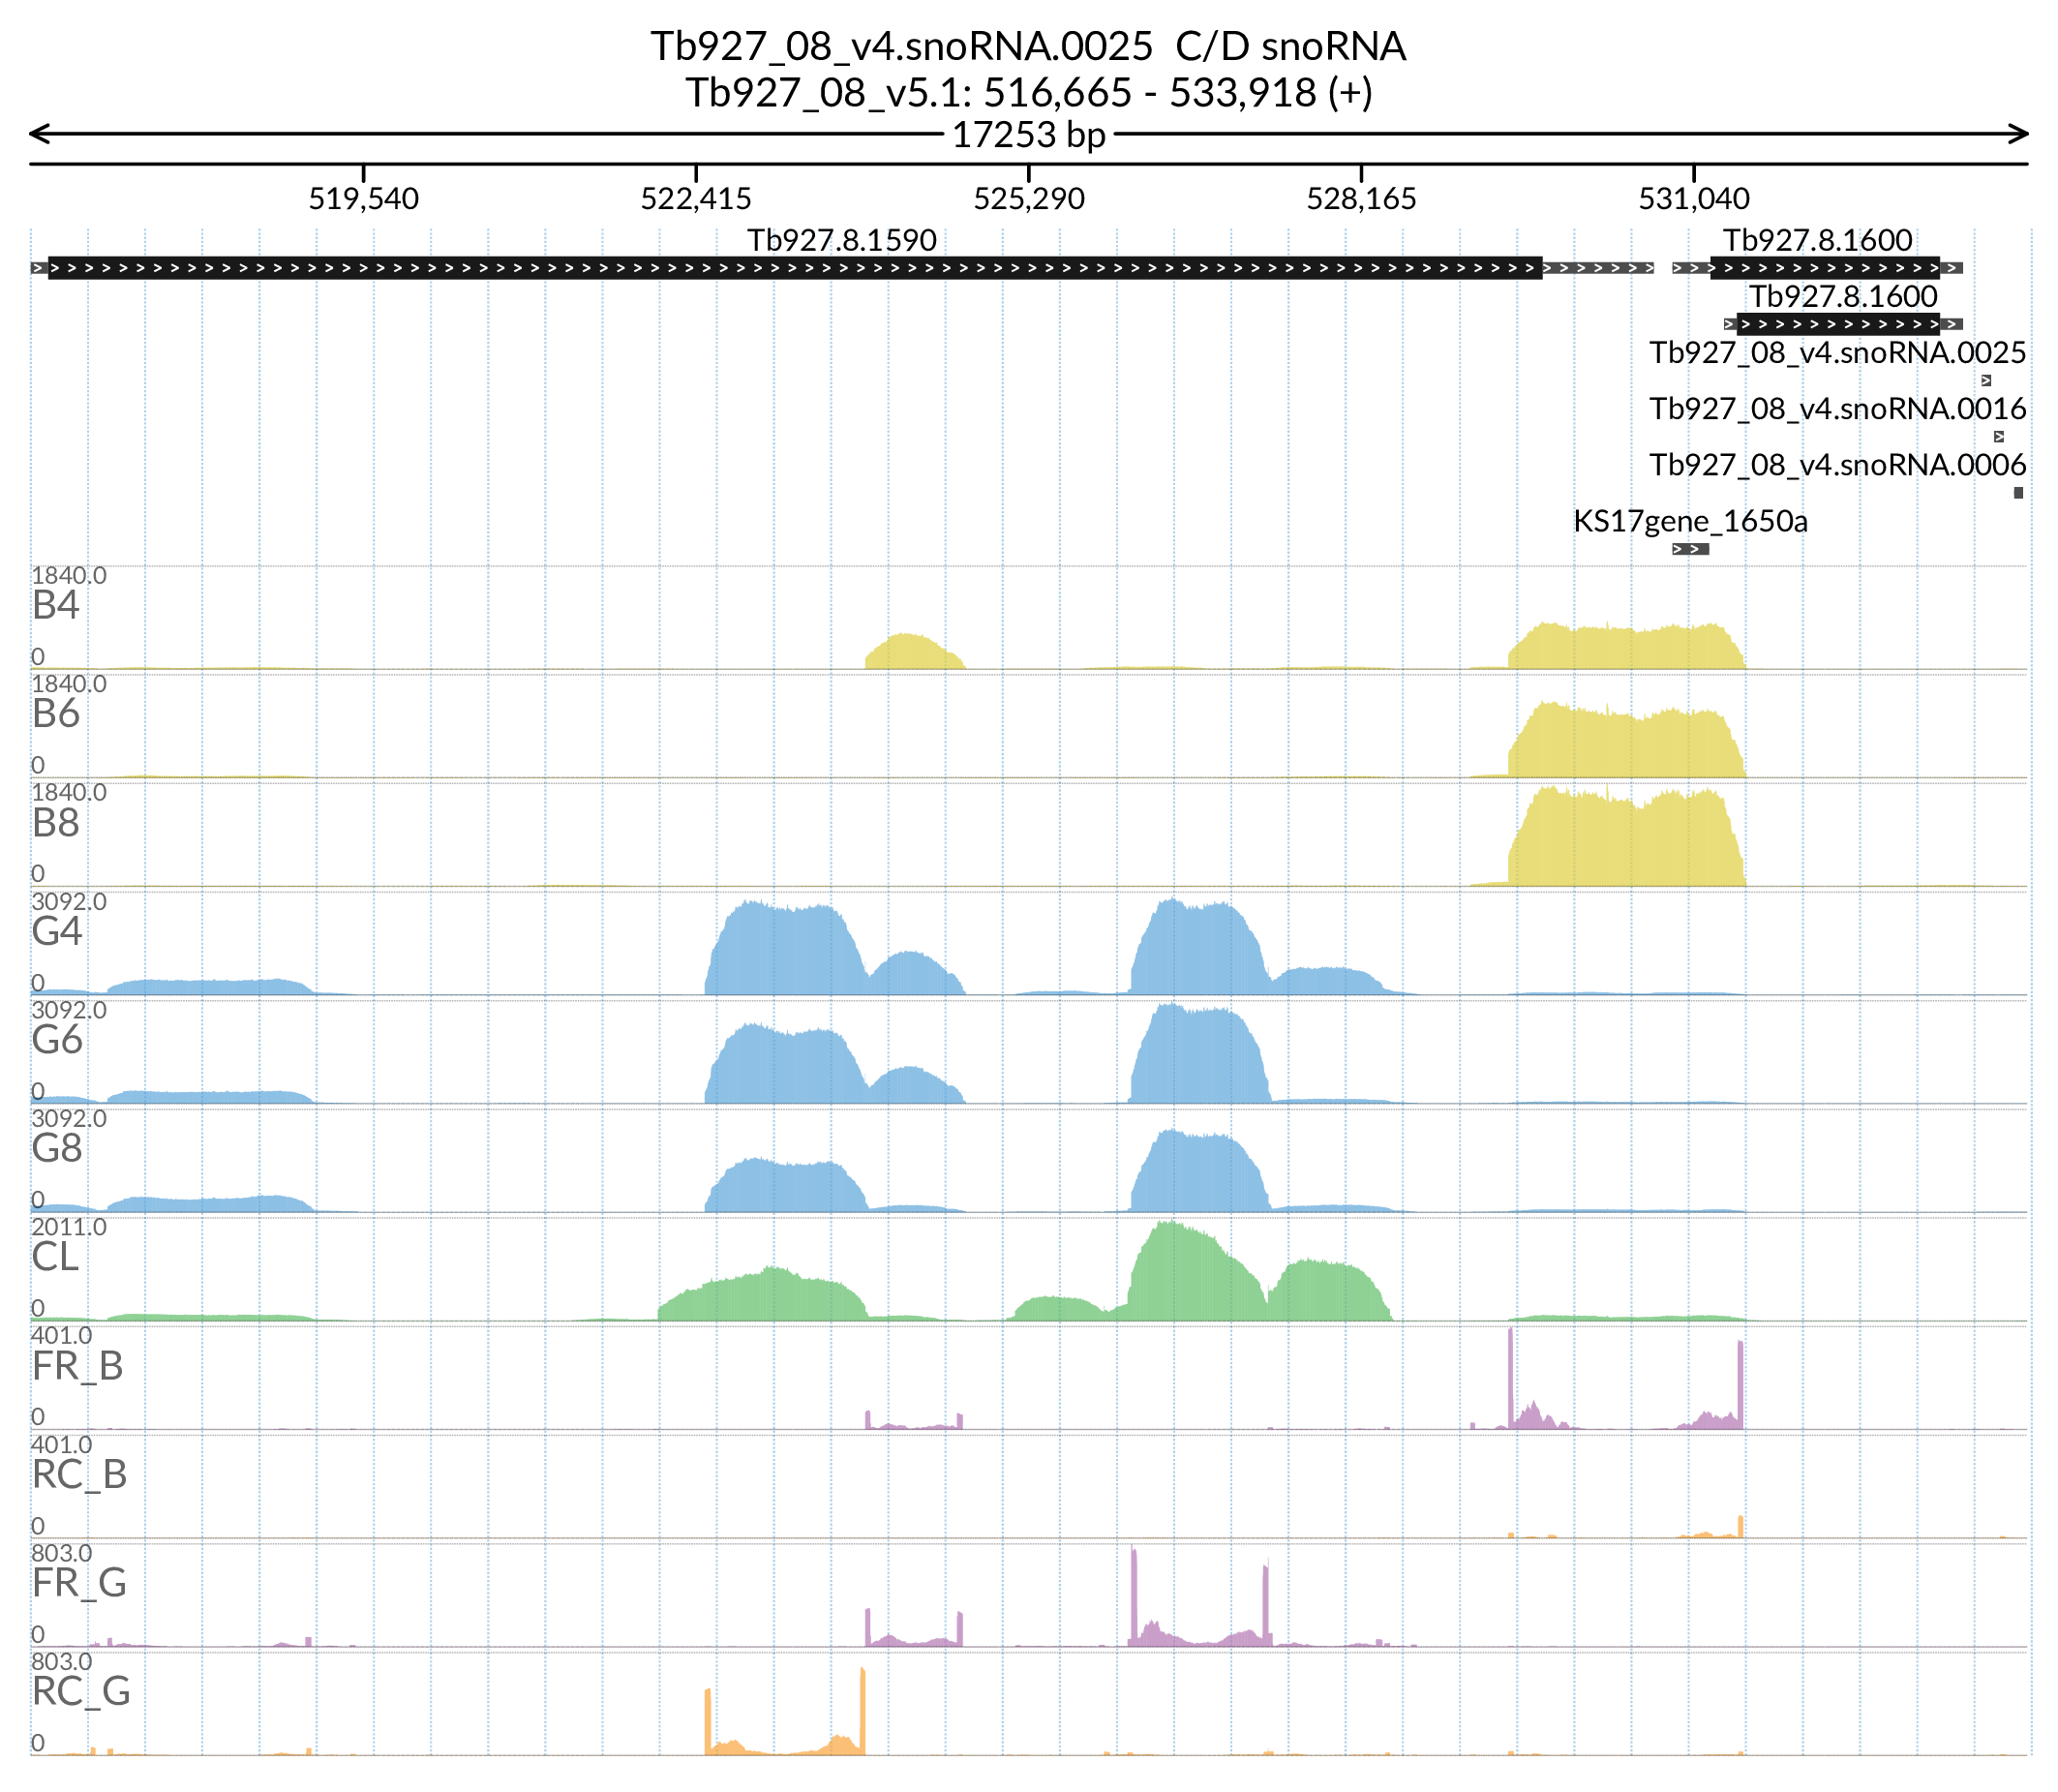 Tb927_08_v4.snoRNA.0025 C/D snoRNA
Tb927_08_v5.1: 516,665 - 533,918 (+)
17253 bp
519,540 522,415 525,290 528,165 531,040
Tb927.8.1590 Tb927.8.1600
Tb927.8.1600
Tb927_08_v4.snoRNA.0025
Tb927_08_v4.snoRNA.0016
Tb927_08_v4.snoRNA.0006
KS17gene_1650a
1840.0
B4
0
1840.0
B6
0
1840.0
B8
0
3092.0
G4
0
3092.0
G6
0
3092.0
G8
0
2011.0
CL
0
401.0
FR_B
0
401.0
RC_B
0
803.0
FR_G
0
803.0
RC_G
0